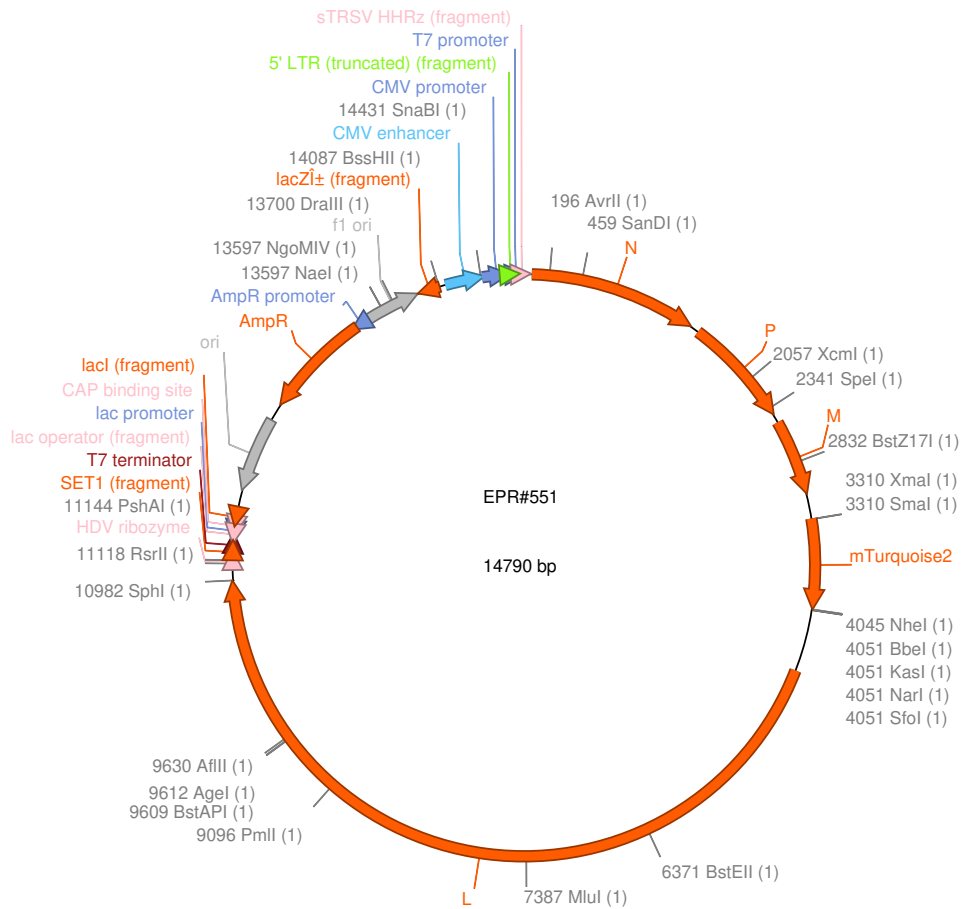 sTRSV HHRz (fragment)
T7 promoter
5' LTR (truncated) (fragment)
CMV promoter
14431 SnaBI (1)
CMV enhancer
14087 BssHII (1)
lacZÎ± (fragment)
13700 DraIII (1)
f1 ori
13597 NgoMIV (1)
13597 NaeI (1)
AmpR promoter
AmpR
ori
lacI (fragment)
CAP binding site
lac promoter
lac operator (fragment)
T7 terminator
SET1 (fragment)
11144 PshAI (1)
HDV ribozyme
11118 RsrII (1)
10982 SphI (1)
196 AvrII (1)
459 SanDI (1)
N
P
2057 XcmI (1)
2341 SpeI (1)
M
2832 BstZ17I (1)
3310 XmaI (1)
3310 SmaI (1)
mTurquoise2
4045 NheI (1)
4051 BbeI (1)
4051 KasI (1)
4051 NarI (1)
4051 SfoI (1)
EPR#551
14790 bp
9630 AflII (1)
9612 AgeI (1)
9609 BstAPI (1)
9096 PmlI (1)
6371 BstEII (1)
7387 MluI (1)
L